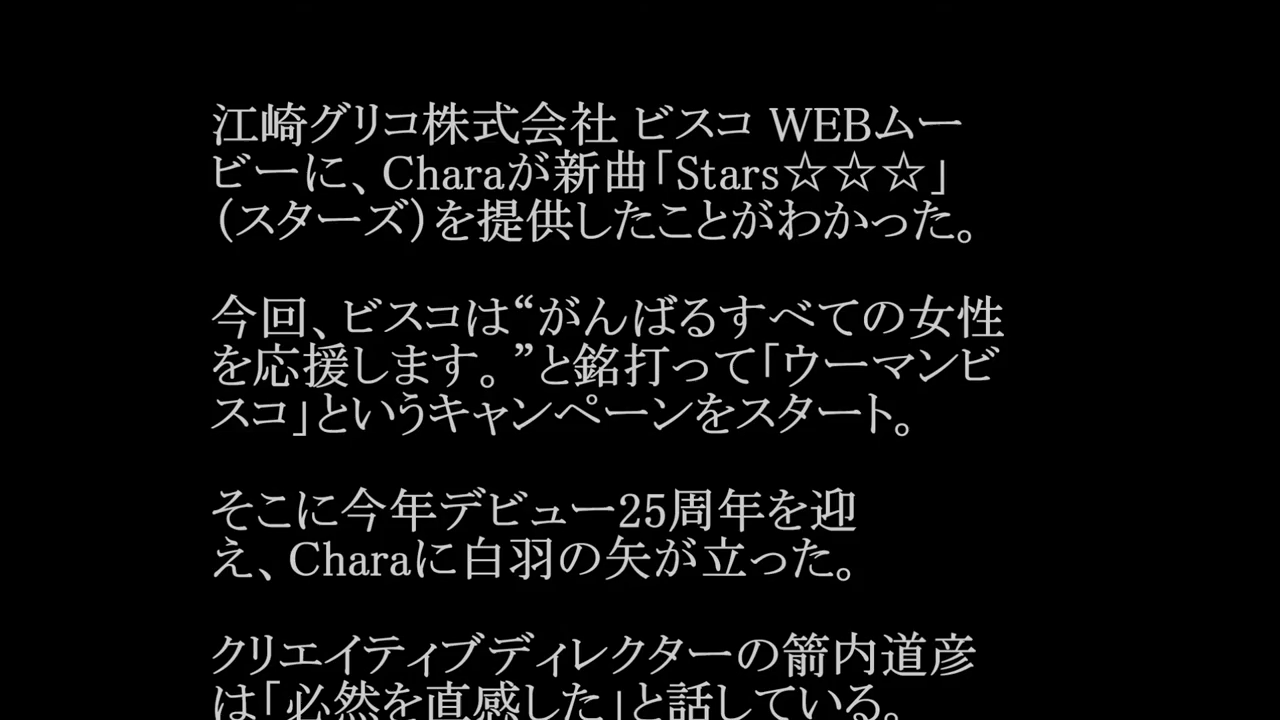 江崎グリコ株式会社 ビスコ WEBムー
ビーに、Charaが新曲「Stars☆☆☆」
(スターズ)を提供したことがわかった。
今回、ビスコは“がんばるすべての女性
を応援します。”と銘打って「ウーマンビ
スコ」というキャンペーンをスタート。
そこに今年デビュー25周年を迎
え、Charaに白羽の矢が立った。
クリエイティブディレクターの箭内道彦
は「必然を直感した」と話している。